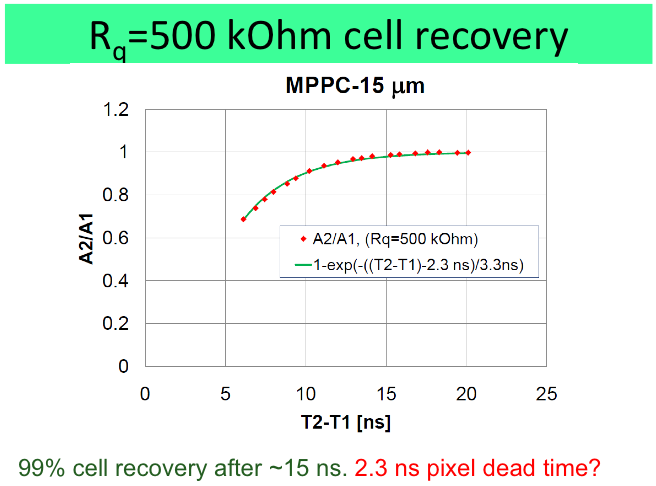 Rq=500 kOhm cell recovery
MPPC-15 μm
1.2
1
0.8
0.6
0.4
0.2
0
A2/A1
A2/A1, (Rq=500 kOhm)
1-exp(-((T2-T1)-2.3 ns)/3.3ns)
0 5 10 15 20 25
T2-T1 [ns]
99% cell recovery after ~15 ns. 2.3 ns pixel dead time?